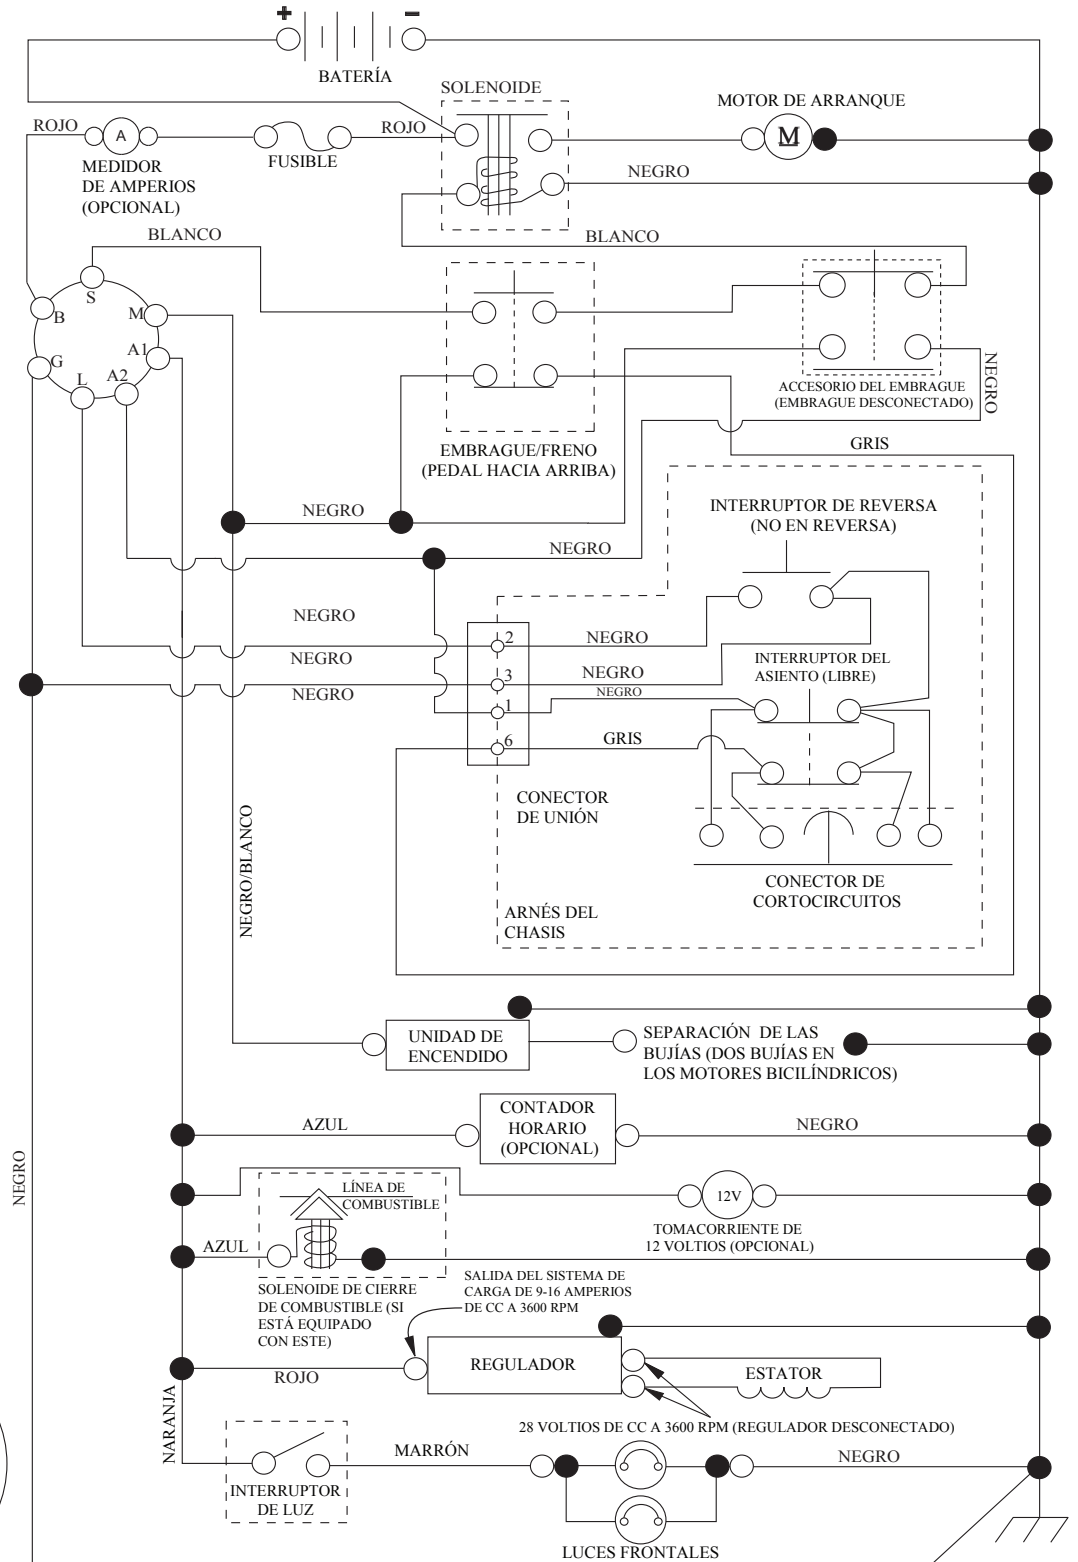 + −
BATERÍA
SOLENOIDE
MOTOR DE ARRANQUE
ROJO
A
ROJO
M
FUSIBLE
MEDIDOR
DE AMPERIOS
(OPCIONAL)
NEGRO
BLANCO
BLANCO
S
B
M
A1
G
L
A2
NEGRO
ACCESORIO DEL EMBRAGUE
(EMBRAGUE DESCONECTADO)
EMBRAGUE/FRENO
(PEDAL HACIA ARRIBA)
GRIS
NEGRO
INTERRUPTOR DE REVERSA
(NO EN REVERSA)
NEGRO
NEGRO
2
NEGRO
NEGRO
INTERRUPTOR DEL
ASIENTO (LIBRE)
3
NEGRO
NEGRO
NEGRO
1
6
GRIS
CONECTOR
DE UNIÓN
NEGRO/BLANCO
CONECTOR DE
CORTOCIRCUITOS
ARNÉS DEL
CHASIS
UNIDAD DE
ENCENDIDO
SEPARACIÓN DE LAS
BUJÍAS (DOS BUJÍAS EN
LOS MOTORES BICILÍNDRICOS)
CONTADOR
HORARIO
(OPCIONAL)
AZUL
NEGRO
NEGRO
LÍNEA DE
COMBUSTIBLE
12V
TOMACORRIENTE DE
12 VOLTIOS (OPCIONAL)
AZUL
SOLENOIDE DE CIERRE
DE COMBUSTIBLE (SI
ESTÁ EQUIPADO
CON ESTE)
SALIDA DEL SISTEMA DE
CARGA DE 9-16 AMPERIOS
DE CC A 3600 RPM
REGULADOR
ESTATOR
ROJO
NARANJA
28 VOLTIOS DE CC A 3600 RPM (REGULADOR DESCONECTADO)
MARRÓN
NEGRO
INTERRUPTOR
DE LUZ
LUCES FRONTALES